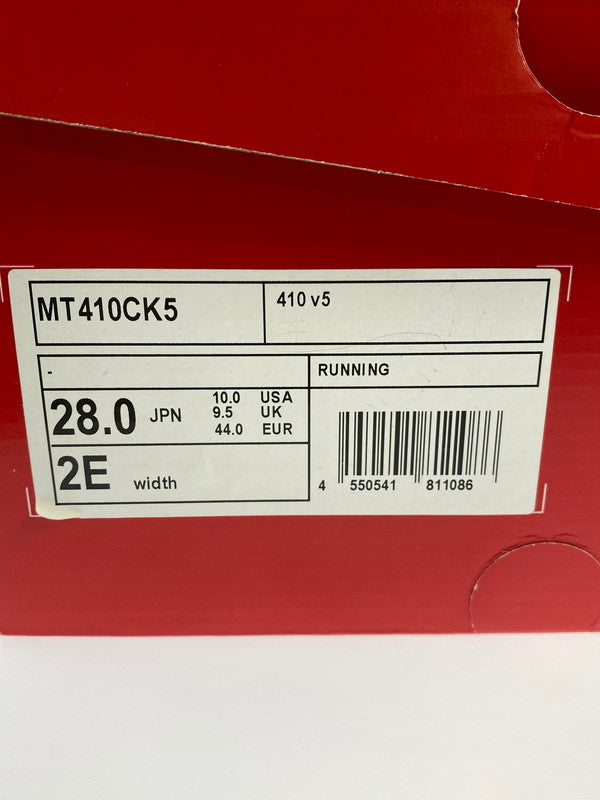 MT410CK5
410 v5
-
RUNNING
28.0 JPN
10.0 USA
9.5 UK
44.0 EUR
2E width
4 550541 811086